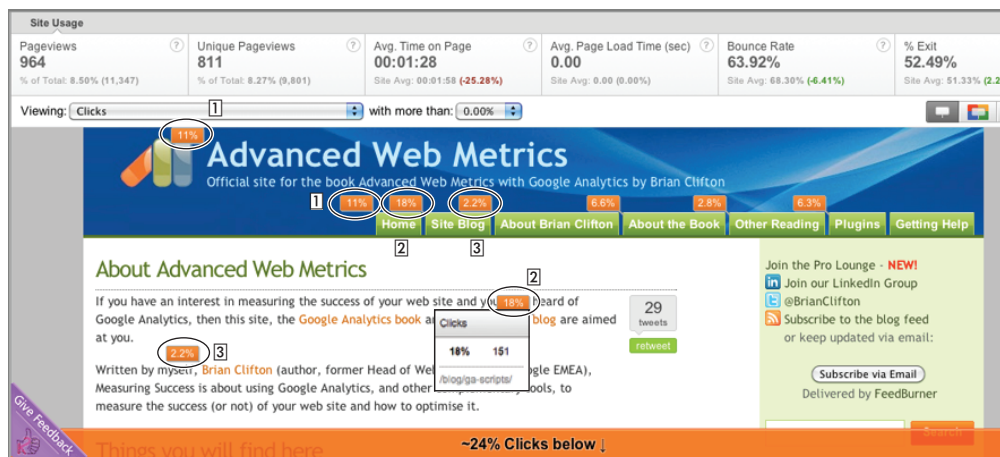 Site Usage
Pageviews ? Unique Pageviews ? Avg. Time on Page ? Avg. Page Load Time (sec) ? Bounce Rate ? % Exit
964 811 00:01:28 0.00 63.92% 52.49%
% of Total: 8.50% (11,347) % of Total: 8.27% (9,801) Site Avg: 00:01:58 (-25.28%) Site Avg: 0.00 (0.00%) Site Avg: 68.30% (-6.41%) Site Avg: 51.33% (2.2
Viewing: Clicks 1 with more than: 0.00%
11%
Advanced Web Metrics
Official site for the book Advanced Web Metrics with Google Analytics by Brian Clifton
1 11% 18% 2.2% 6.6% 2.8% 6.3%
Home Site Blog About Brian Clifton About the Book Other Reading Plugins Getting Help
2 3
About Advanced Web Metrics
2
If you have an interest in measuring the success of your web site and 18% heard of
Google Analytics, then this site, the Google Analytics book blog are aimed
at you.
Clicks
18% 151
/blog/ga-scripts/
29
tweets
retweet
2.2% 3
Written by myself, Brian Clifton (author, former Head of EMEA),
Measuring Success is about using Google Analytics, and other tools, to
measure the success (or not) of your web site and how to optimise it.
Things you will find here
Join the Pro Lounge - NEW!
in Join our LinkedIn Group
@BrianClifton
Subscribe to the blog feed
or keep updated via email:
Subscribe via Email
Delivered by FeedBurner
Search
Give Feedback
~24% Clicks below ↓